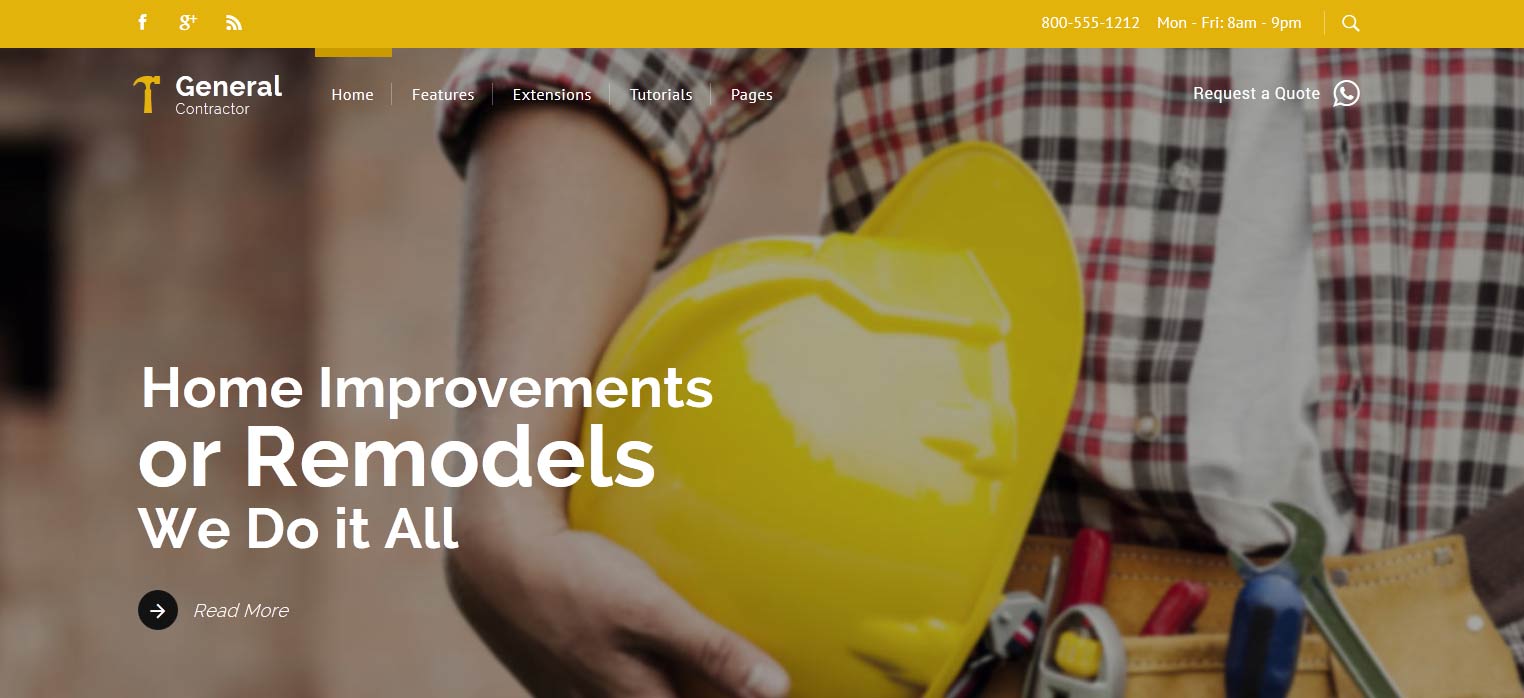 800-555-1212 Mon - Fri: 8am - 9pm
General
Contractor
Home Features Extensions Tutorials Pages
Request a Quote
Home Improvements
or Remodels
We Do it All
Read More